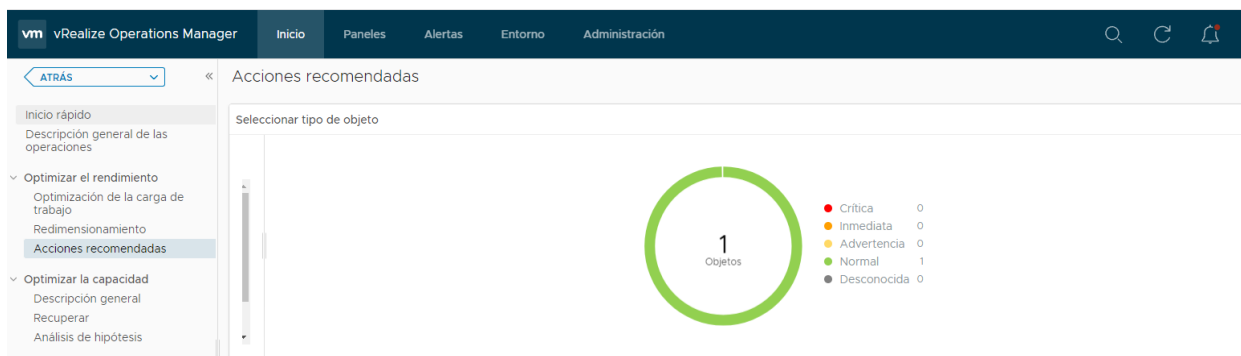 vm vRealize Operations Manager Inicio Paneles Alertas Entorno Administración
ATRÁS
Acciones recomendadas
Inicio rápido
Descripción general de las
operaciones
Optimizar el rendimiento
Optimización de la carga de
trabajo
Redimensionamiento
Acciones recomendadas
Optimizar la capacidad
Descripción general
Recuperar
Análisis de hipótesis
Seleccionar tipo de objeto
1
Objetos
Crítica 0
Inmediata 0
Advertencia 0
Normal 1
Desconocida 0